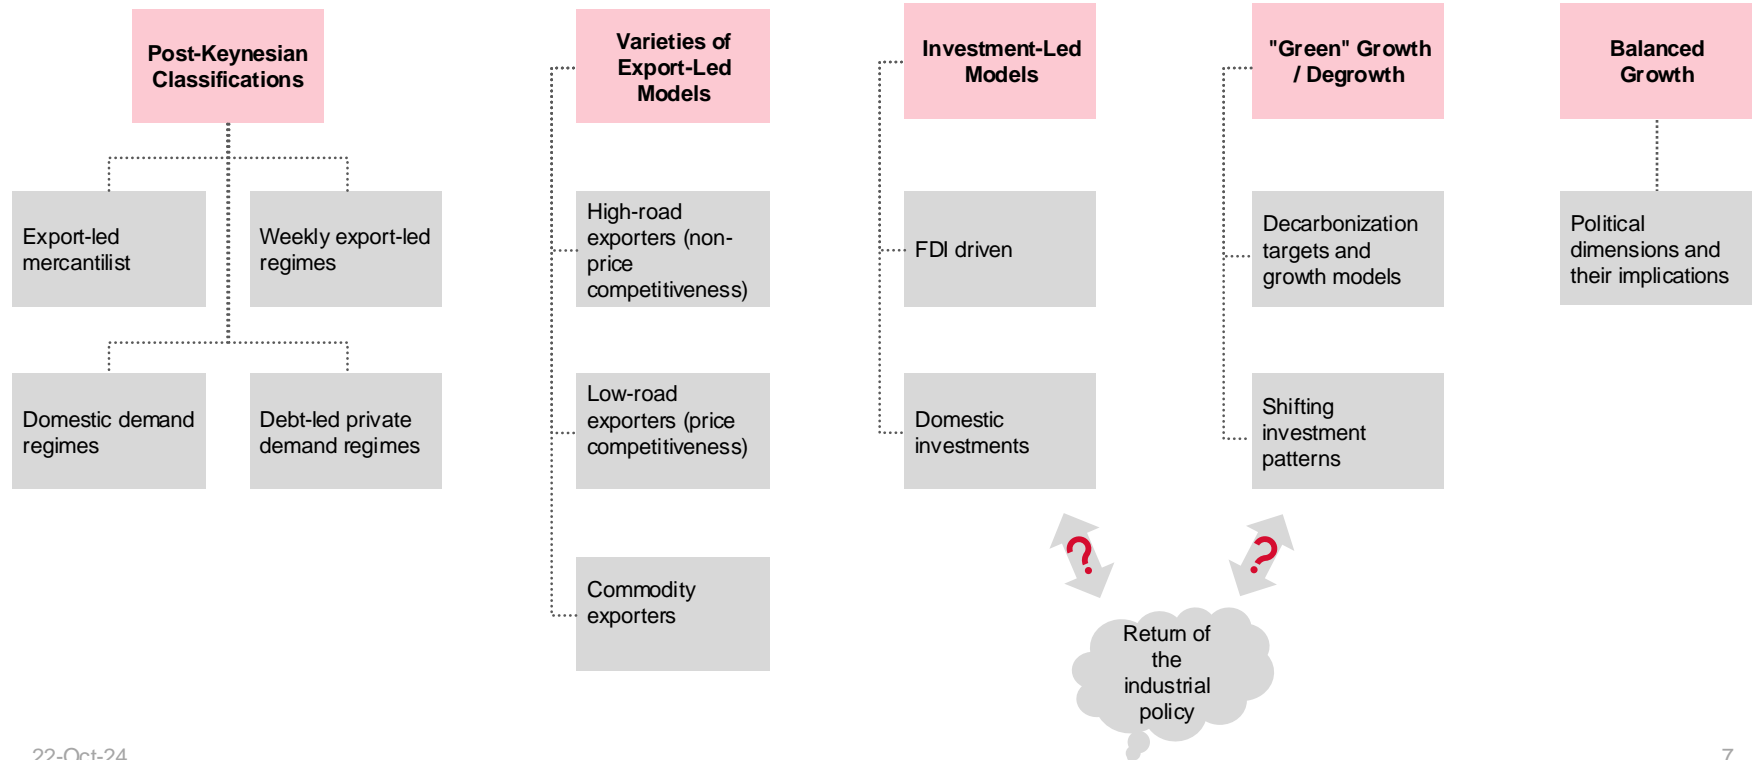 Post-Keynesian
Classifications
Export-led
mercantilist
Weekly export-led
regimes
Domestic demand
regimes
Debt-led private
demand regimes
Varieties of
Export-Led
Models
High-road
exporters (non-
price
competitiveness)
Low-road
exporters (price
competitiveness)
Commodity
exporters
Investment-Led
Models
FDI driven
Domestic
investments
"Green" Growth
/ Degrowth
Decarbonization
targets and
growth models
Shifting
investment
patterns
Balanced
Growth
Political
dimensions and
their implications
?
?
Return of
the
industrial
policy
22-Oct-24
7